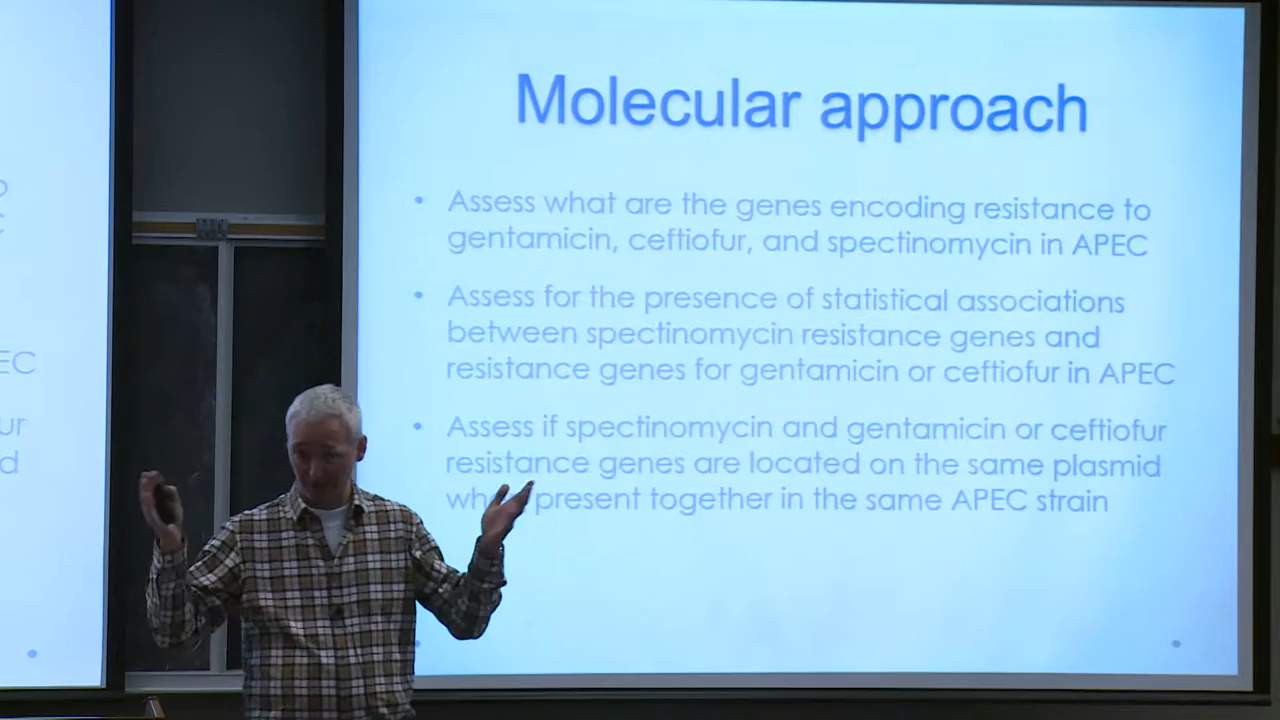 Molecular approach
• Assess what are the genes encoding resistance to
gentamicin, ceftiofur, and spectinomycin in APEC
• Assess for the presence of statistical associations
between spectinomycin resistance genes and
resistance genes for gentamicin or ceftiofur in APEC
• Assess if spectinomycin and gentamicin or ceftiofur
resistance genes are located on the same plasmid
present together in the same APEC strain